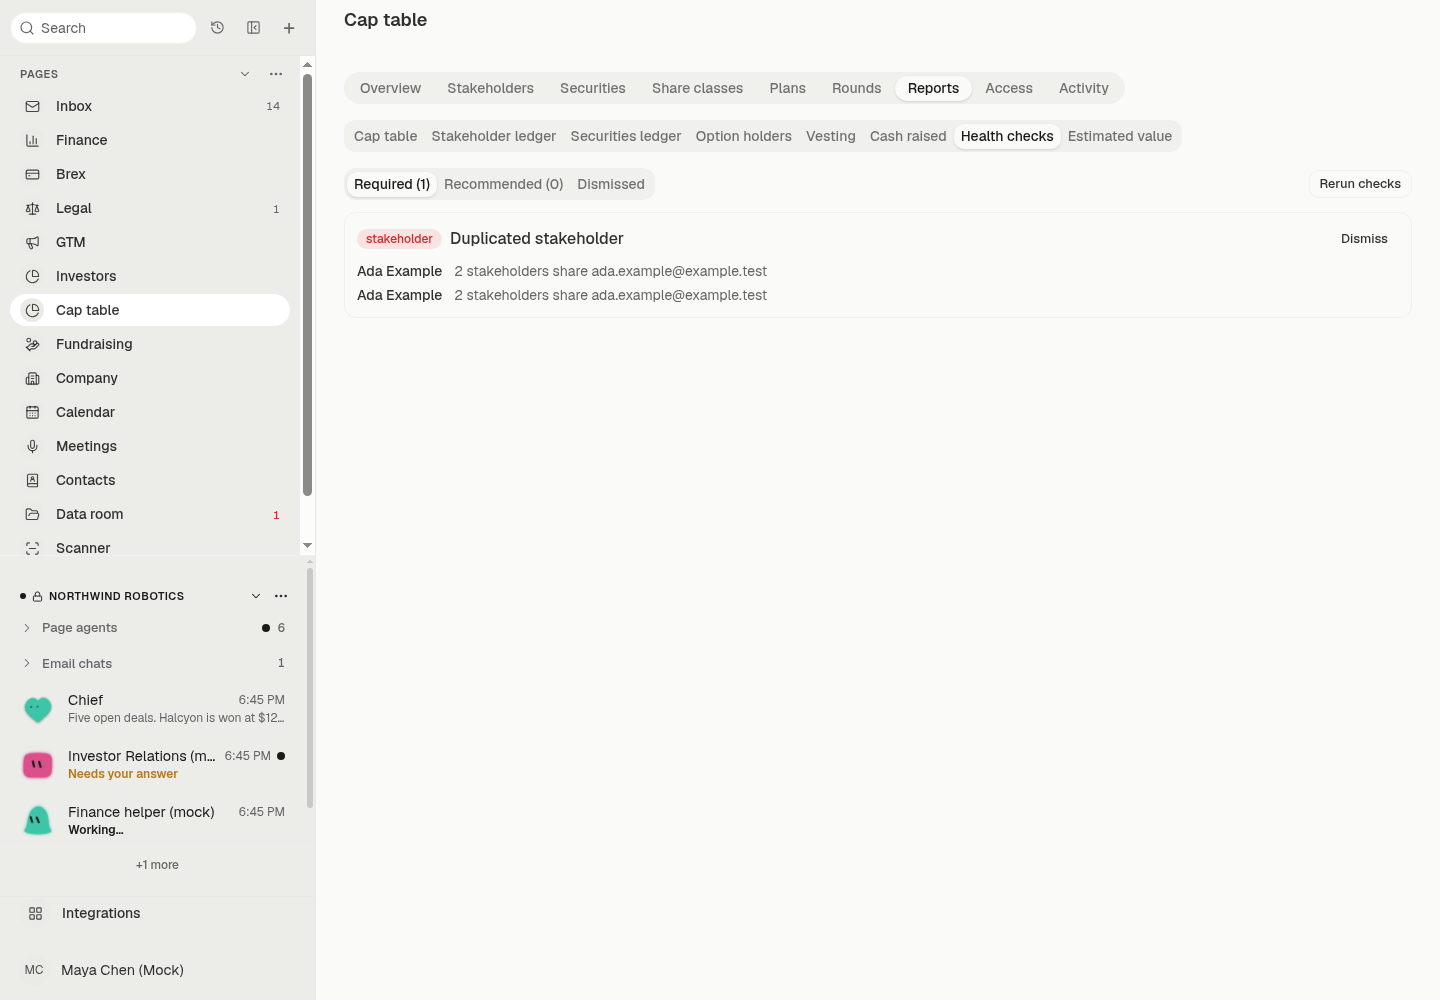 Search
PAGES
Inbox 14
Finance
Brex
Legal 1
GTM
Investors
Cap table
Fundraising
Company
Calendar
Meetings
Contacts
Data room 1
Scanner
NORTHWIND ROBOTICS
Page agents 6
Email chats 1
Chief 6:45 PM
Five open deals. Halcyon is won at $12...
Investor Relations (m... 6:45 PM
Needs your answer
Finance helper (mock) 6:45 PM
Working...
+1 more
Integrations
MC Maya Chen (Mock)
Cap table
Overview Stakeholders Securities Share classes Plans Rounds Reports Access Activity
Cap table Stakeholder ledger Securities ledger Option holders Vesting Cash raised Health checks Estimated value
Required (1) Recommended (0) Dismissed Rerun checks
stakeholder Duplicated stakeholder Dismiss
Ada Example 2 stakeholders share ada.example@example.test
Ada Example 2 stakeholders share ada.example@example.test